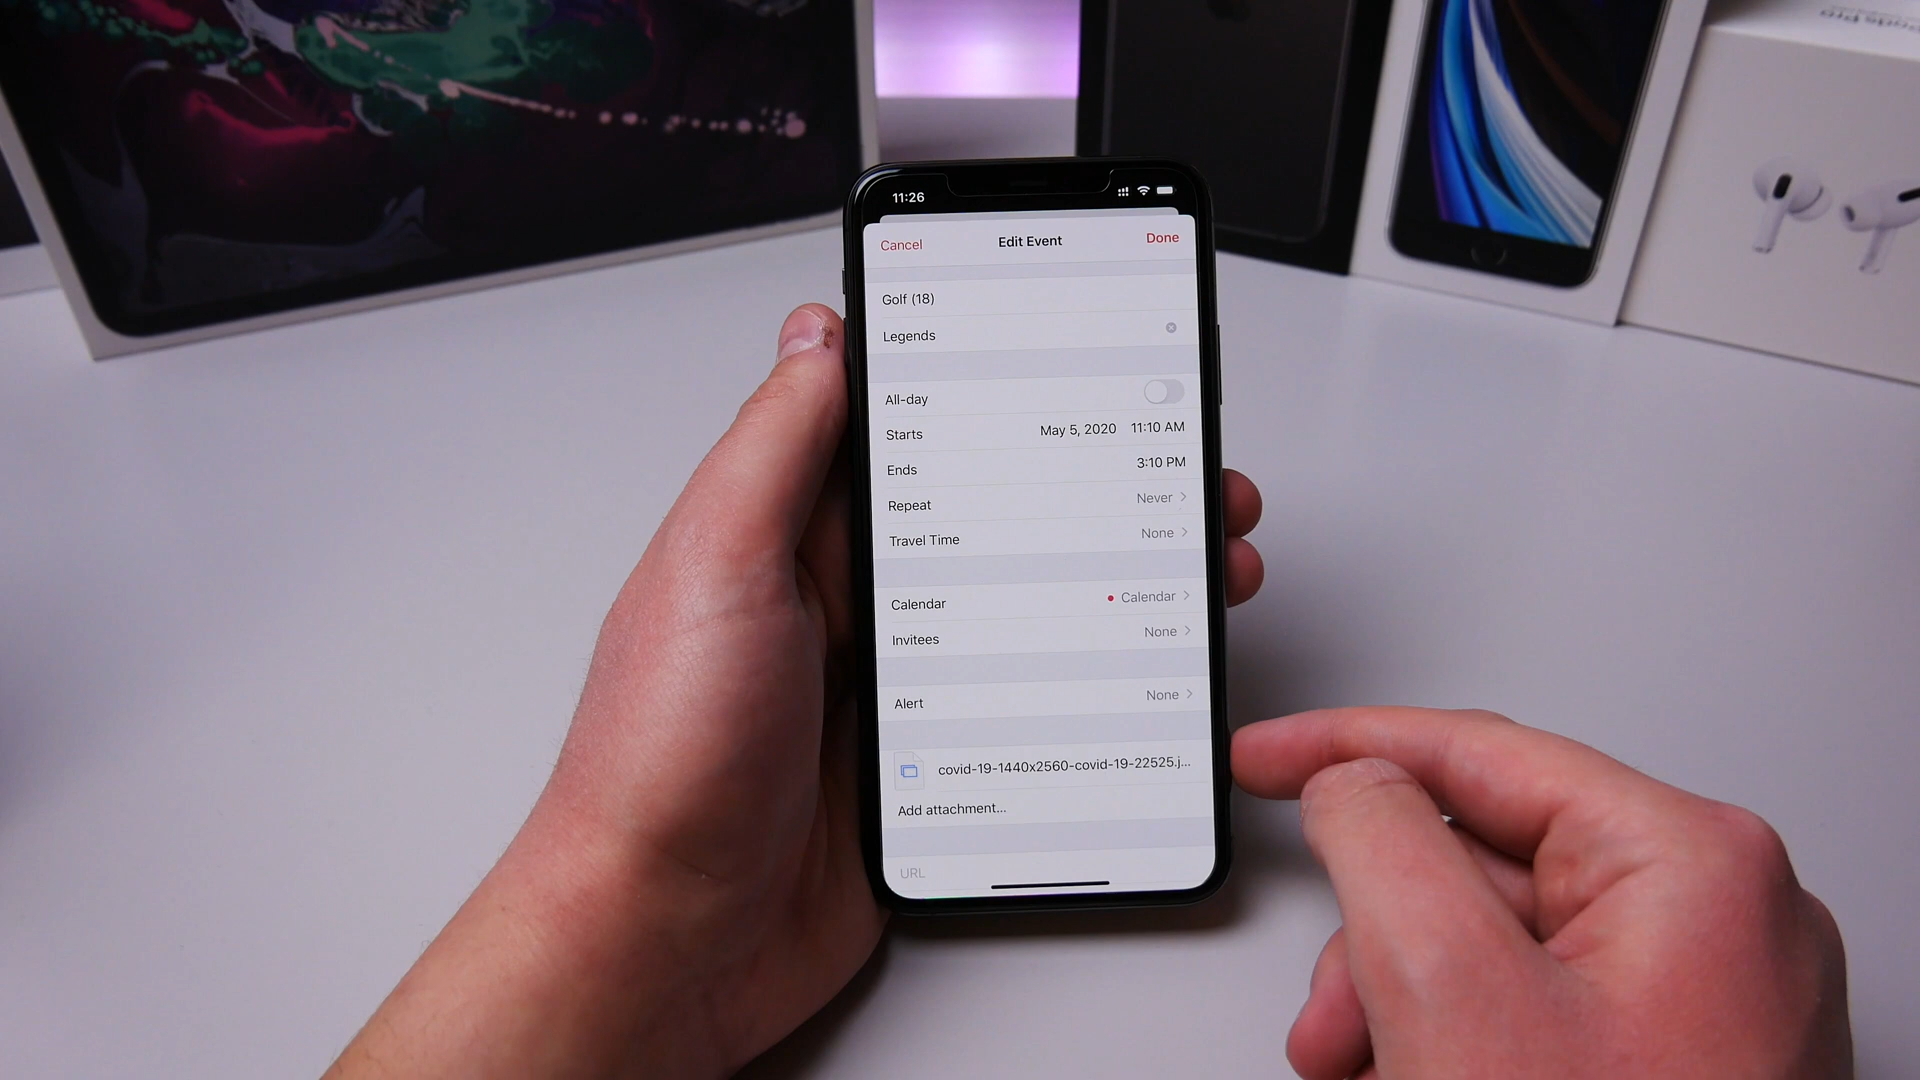 Pods Pro
11:26
Cancel Edit Event Done
Golf (18)
Legends
All-day
Starts May 5, 2020 11:10 AM
Ends 3:10 PM
Repeat Never
Travel Time None
Calendar Calendar
Invitees None
Alert None
covid-19-1440x2560-covid-19-22525.j...
Add attachment...
URL